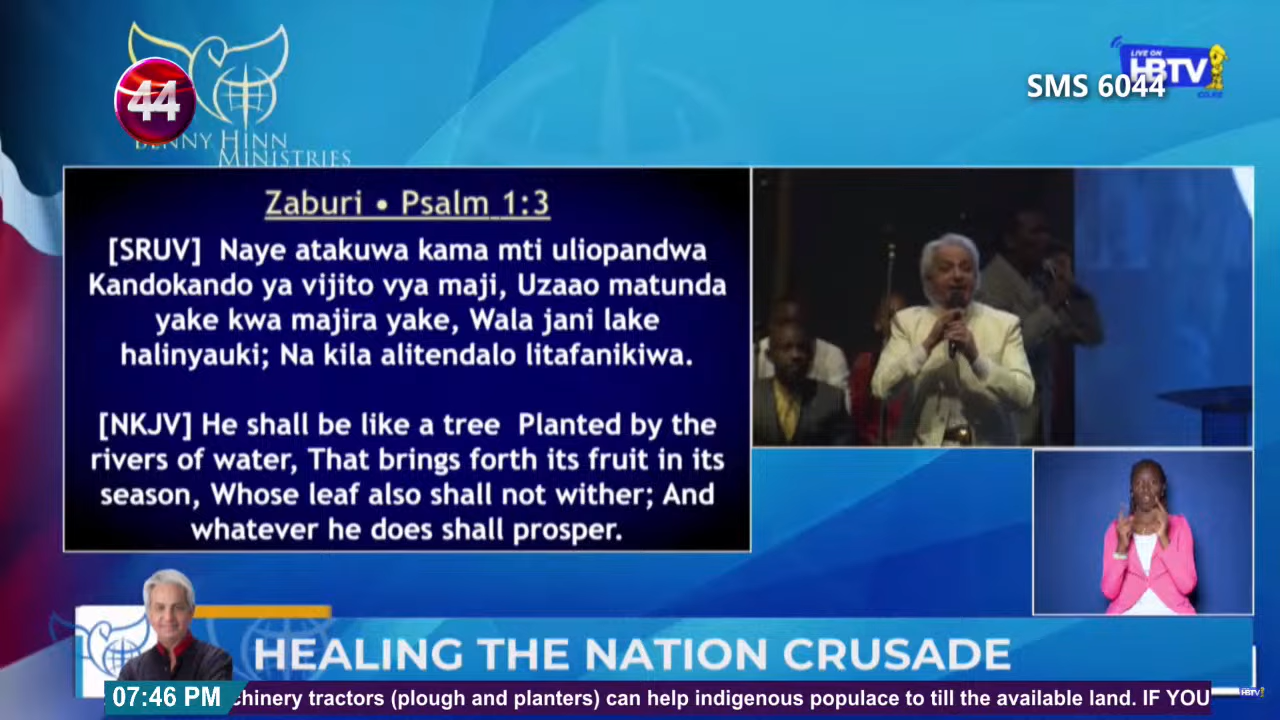 44
BENNY HINN
MINISTRIES
SMS 6044
LIVE ON
HBTV
Zaburi • Psalm 1:3
[SRUV] Naye atakuwa kama mti uliopandwa
Kandokando ya vijito vya maji, Uzaao matunda
yake kwa majira yake, Wala jani lake
halinyauki; Na kila alitendalo litafanikiwa.
[NKJV] He shall be like a tree Planted by the
rivers of water, That brings forth its fruit in its
season, Whose leaf also shall not wither; And
whatever he does shall prosper.
HEALING THE NATION CRUSADE
07:46 PM
chinery tractors (plough and planters) can help indigenous populace to till the available land. IF YOU
HBTV